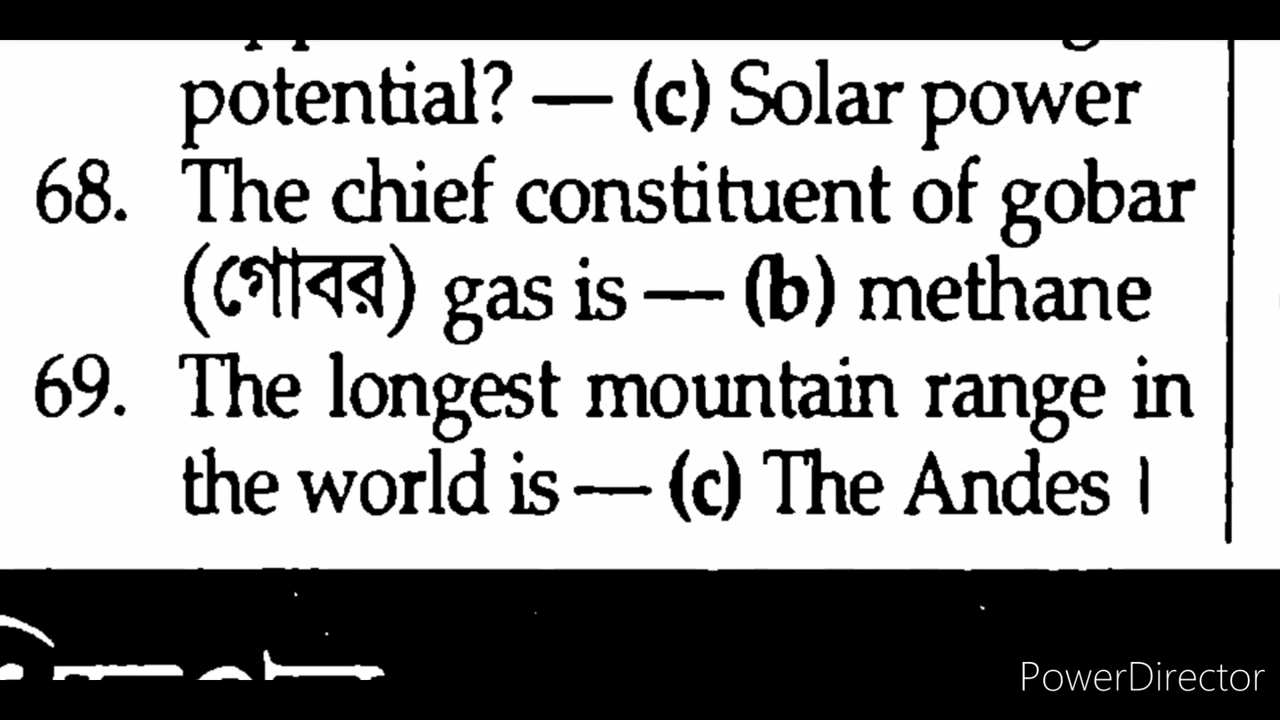 potential? — (c) Solar power
68. The chief constituent of gobar
(গোবর) gas is — (b) methane
69. The longest mountain range in
the world is — (c) The Andes ।
PowerDirector